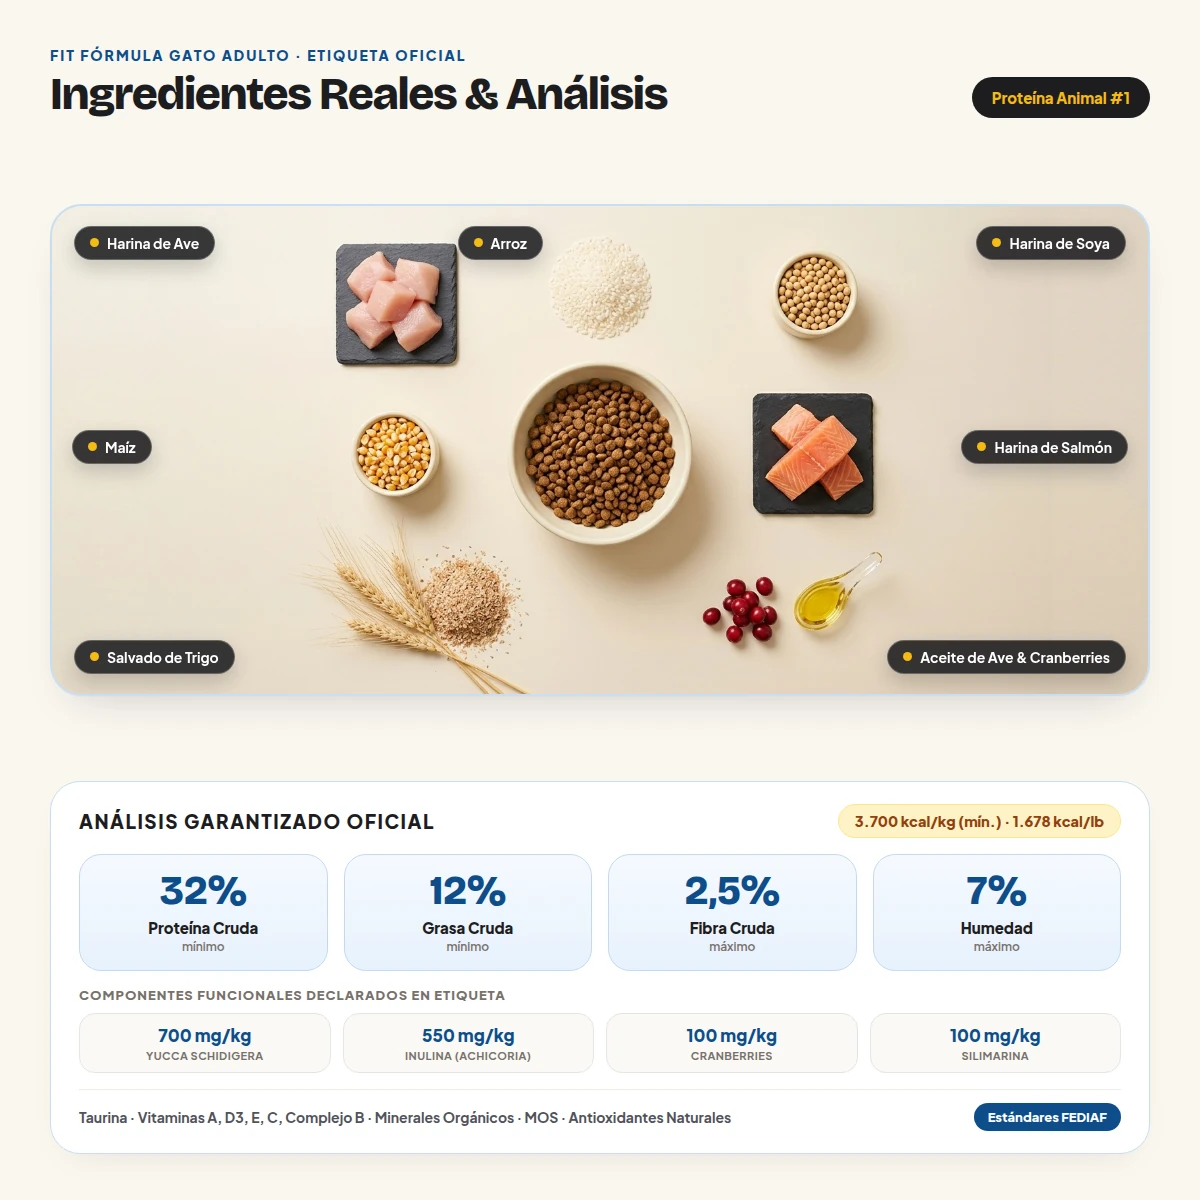 FIT FÓRMULA GATO ADULTO · ETIQUETA OFICIAL
Ingredientes Reales & Análisis
Proteína Animal #1
Harina de Ave
Arroz
Harina de Soya
Maíz
Harina de Salmón
Salvado de Trigo
Aceite de Ave & Cranberries
ANÁLISIS GARANTIZADO OFICIAL
3.700 kcal/kg (mín.) · 1.678 kcal/lb
32%
Proteína Cruda
mínimo
12%
Grasa Cruda
mínimo
2,5%
Fibra Cruda
máximo
7%
Humedad
máximo
COMPONENTES FUNCIONALES DECLARADOS EN ETIQUETA
700 mg/kg
YUCCA SCHIDIGERA
550 mg/kg
INULINA (ACHICORIA)
100 mg/kg
CRANBERRIES
100 mg/kg
SILIMARINA
Taurina · Vitaminas A, D3, E, C, Complejo B · Minerales Orgánicos · MOS · Antioxidantes Naturales
Estándares FEDIAF